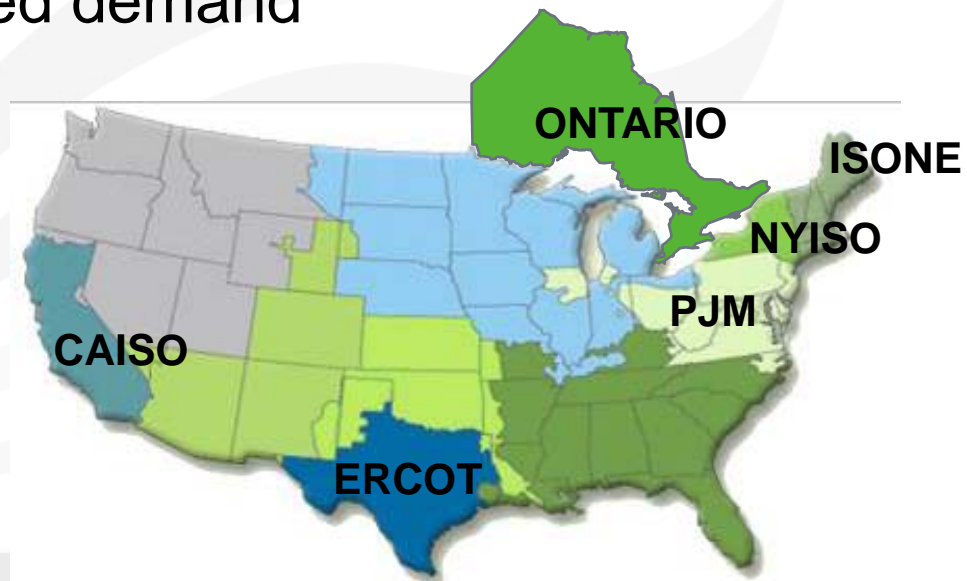 ed demand
ONTARIO
ISONE
NYISO
PJM
CAISO
ERCOT